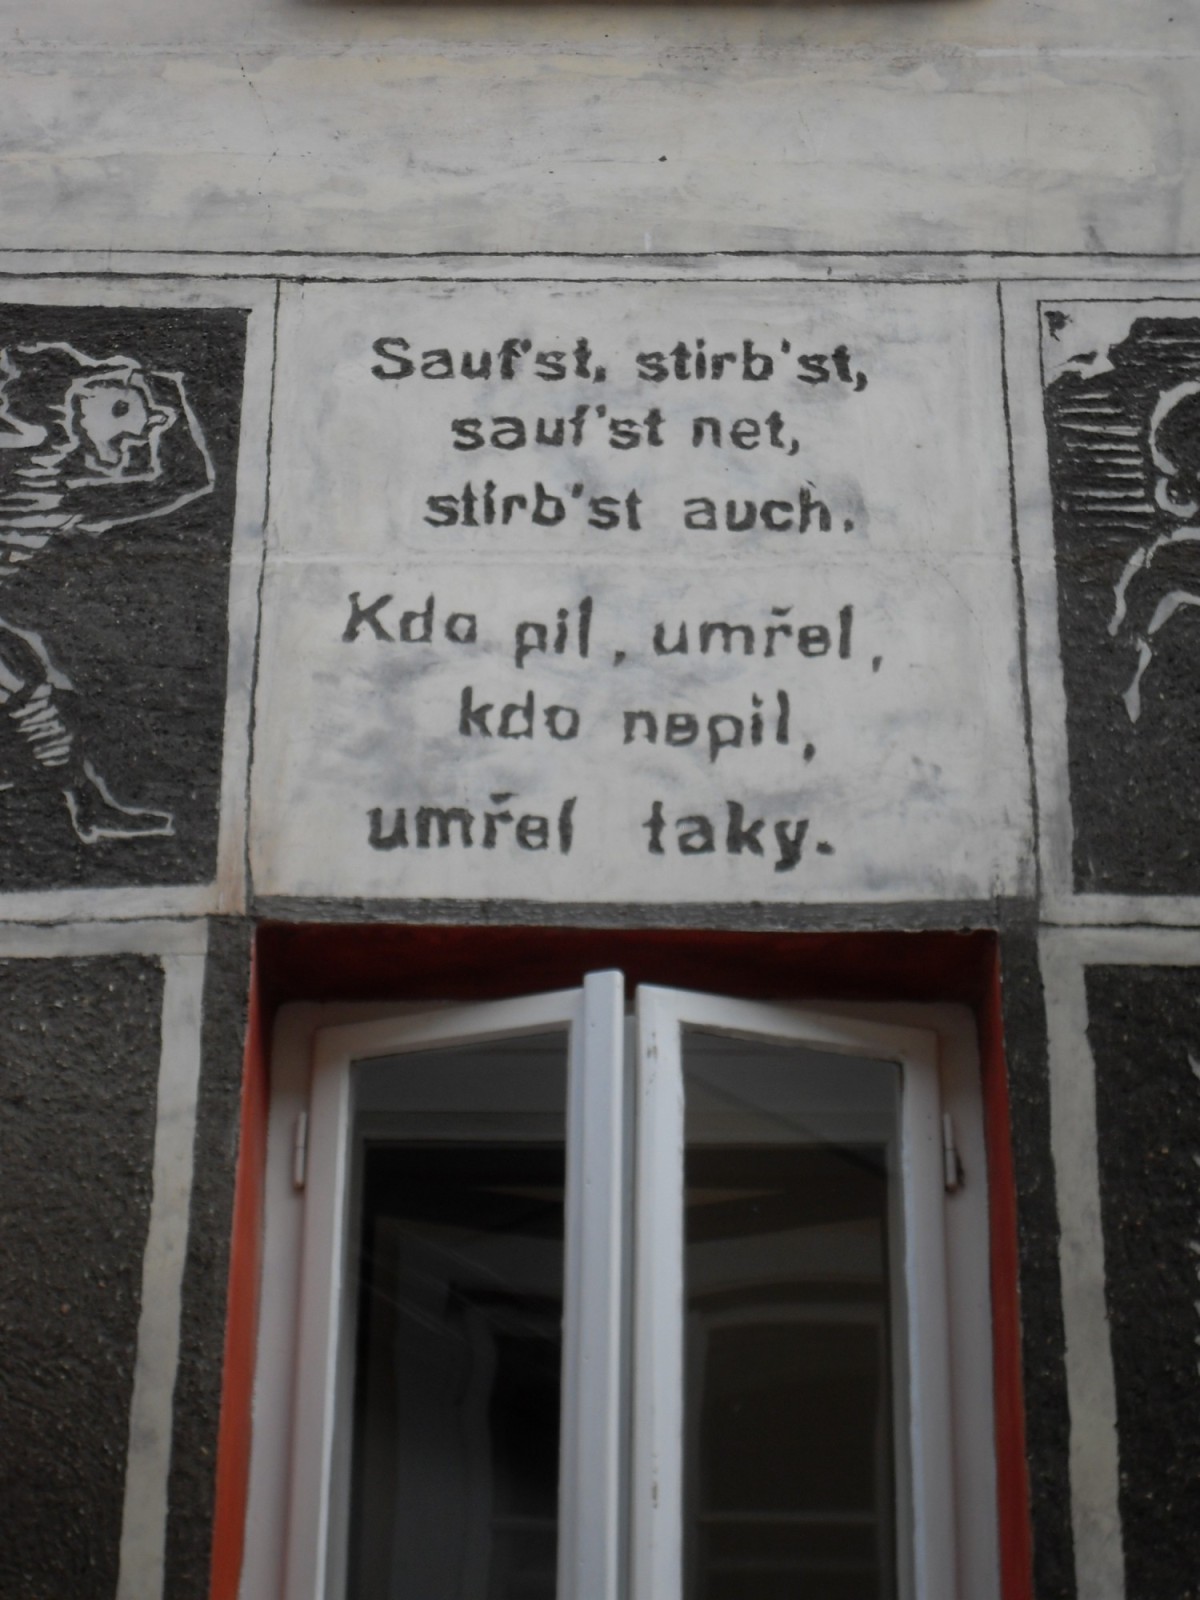 Sauf'st, stirb'st,
sauf'st net,
stirb'st auch.
Kdo pil, umřel,
kdo nepil,
umřel taky.